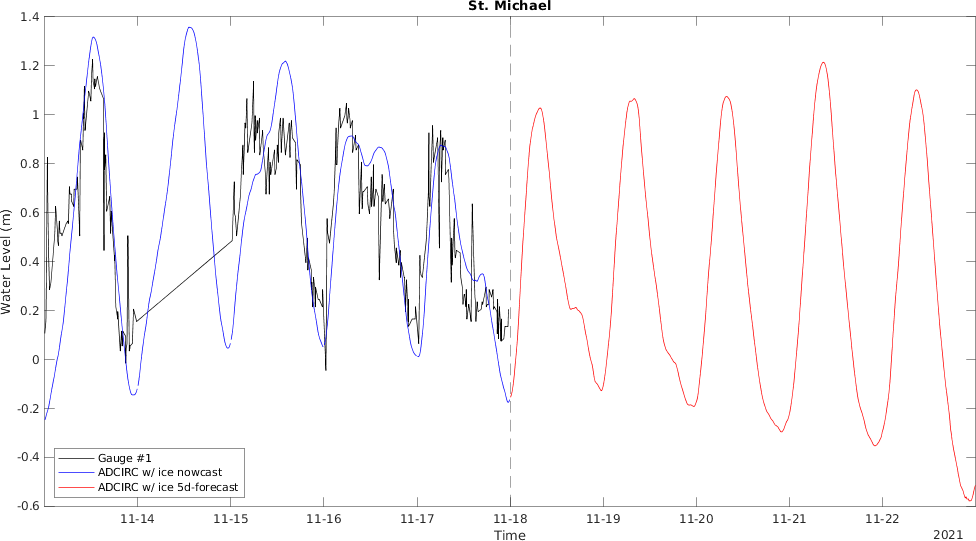 St. Michael
Water Level (m)
1.4
1.2
1
0.8
0.6
0.4
0.2
0
-0.2
-0.4
-0.6
Gauge #1
ADCIRC w/ ice nowcast
ADCIRC w/ ice 5d-forecast
11-14 11-15 11-16 11-17 11-18 11-19 11-20 11-21 11-22
Time
2021